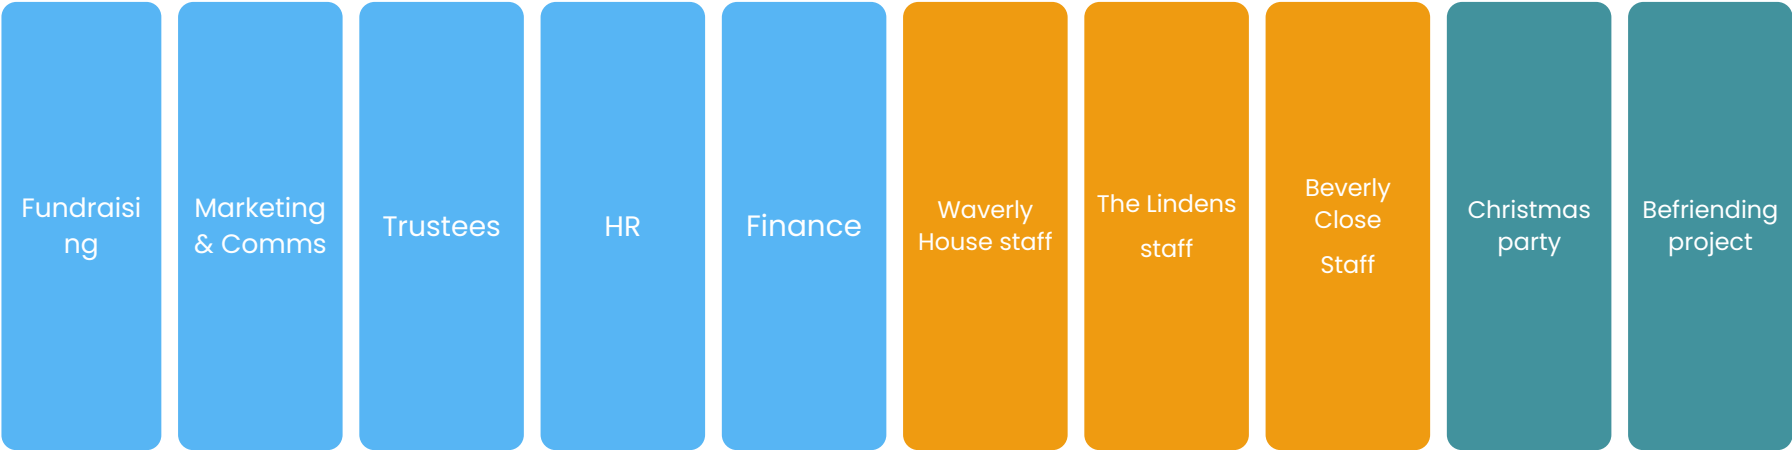 Fundraisi
ng
Marketing
& Comms
Trustees
HR
Finance
Waverly
House staff
The Lindens
staff
Beverly
Close
Staff
Christmas
party
Befriending
project